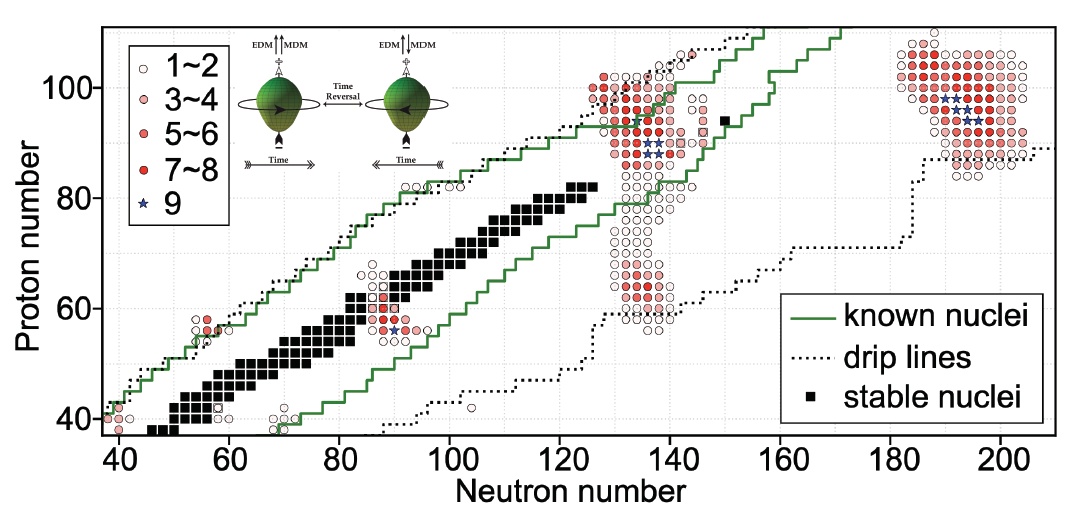 EDM MDM
EDM MDM
Time
Reversal
Time
Time
1~2
3~4
5~6
7~8
9
100
80
60
40
Proton number
known nuclei
drip lines
stable nuclei
40 60 80 100 120 140 160 180 200
Neutron number